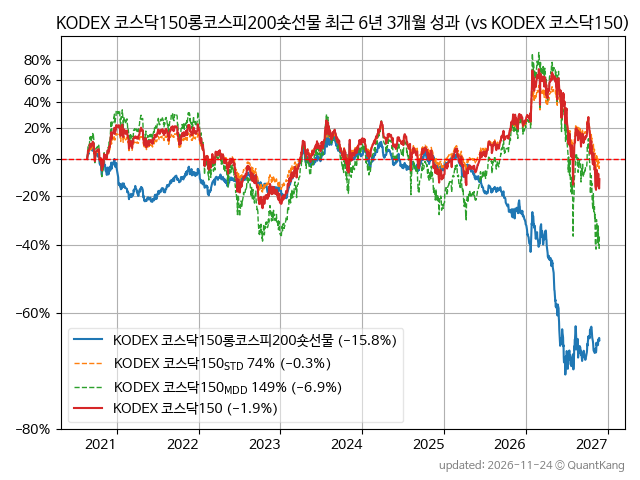 KODEX 코스닥150롱코스피200숏선물 최근 6년 3개월 성과 (vs KODEX 코스닥150)
80%
60%
40%
20%
0%
−20%
−40%
−60%
−80%
KODEX 코스닥150롱코스피200숏선물 (−15.8%)
KODEX 코스닥150STD 74% (−0.3%)
KODEX 코스닥150MDD 149% (−6.9%)
KODEX 코스닥150 (−1.9%)
2021 2022 2023 2024 2025 2026 2027
updated: 2026-11-24 © QuantKang